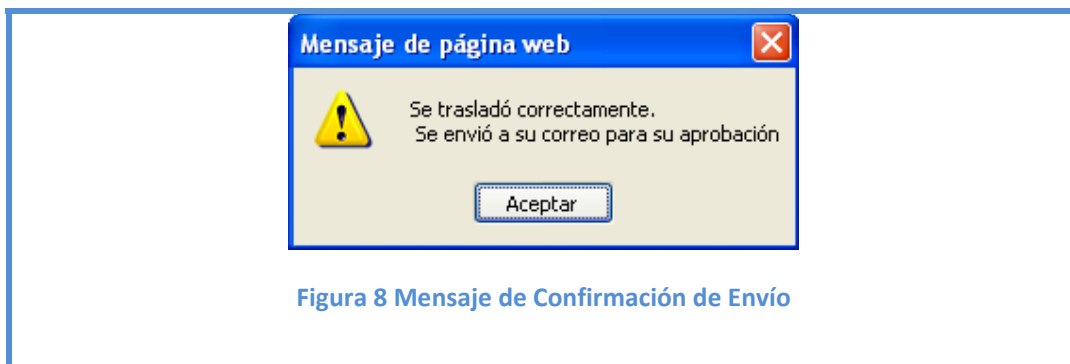 Mensaje de página web
Se trasladó correctamente.
Se envió a su correo para su aprobación
Aceptar
Figura 8 Mensaje de Confirmación de Envío